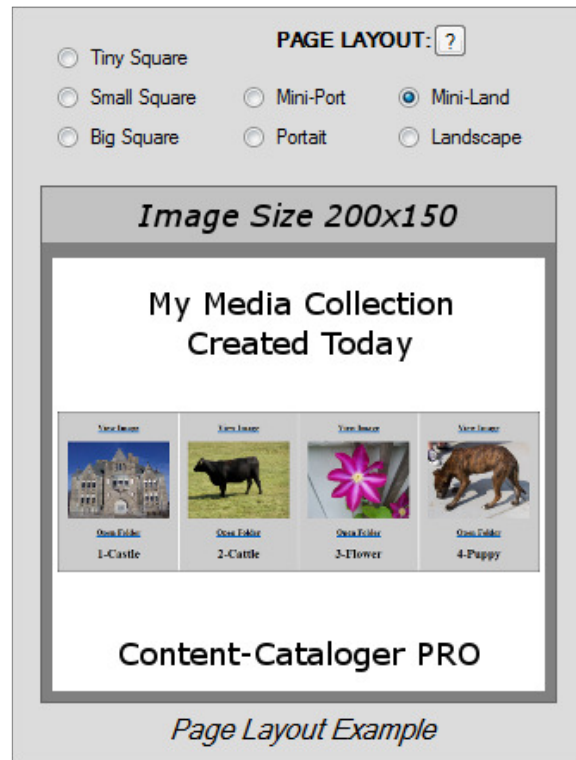 PAGE LAYOUT: ?
Tiny Square
Small Square Mini-Port Mini-Land
Big Square Portait Landscape
Image Size 200x150
My Media Collection
Created Today
View Image View Image View Image View Image
Open Folder Open Folder Open Folder Open Folder
1-Castle 2-Cattle 3-Flower 4-Puppy
Content-Cataloger PRO
Page Layout Example